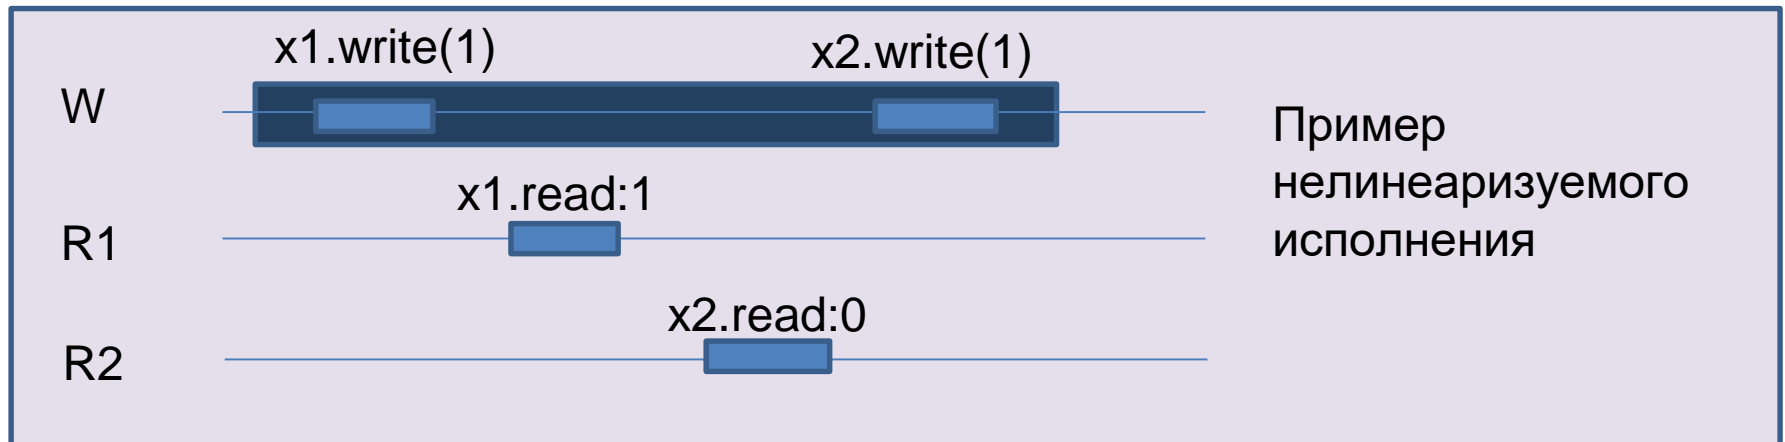 x1.write(1)
x2.write(1)
W
Пример
нелинеаризуемого
исполнения
x1.read:1
R1
x2.read:0
R2